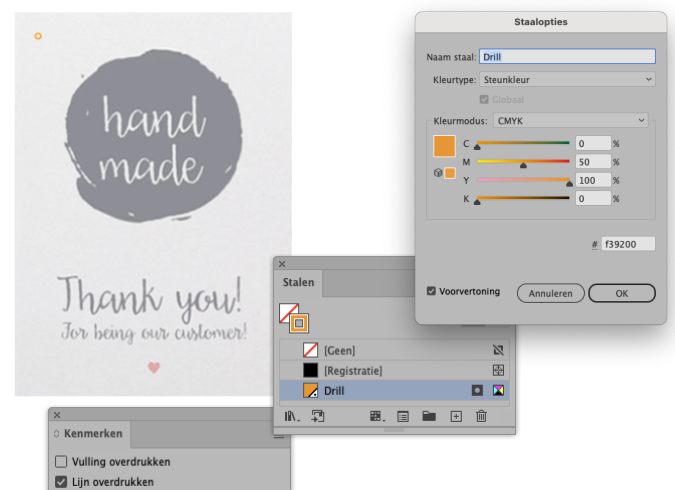 hand
made
Thank you!
For being our customer!
Staalopties
Naam staal: Drill
Kleurtype: Steunkleur
Globaal
Kleurmodus: CMYK
C 0 %
M 50 %
Y 100 %
K 0 %
# f39200
Voorvertoning Annuleren OK
Stalen
[Geen]
[Registratie]
Drill
Kenmerken
Vulling overdrukken
Lijn overdrukken